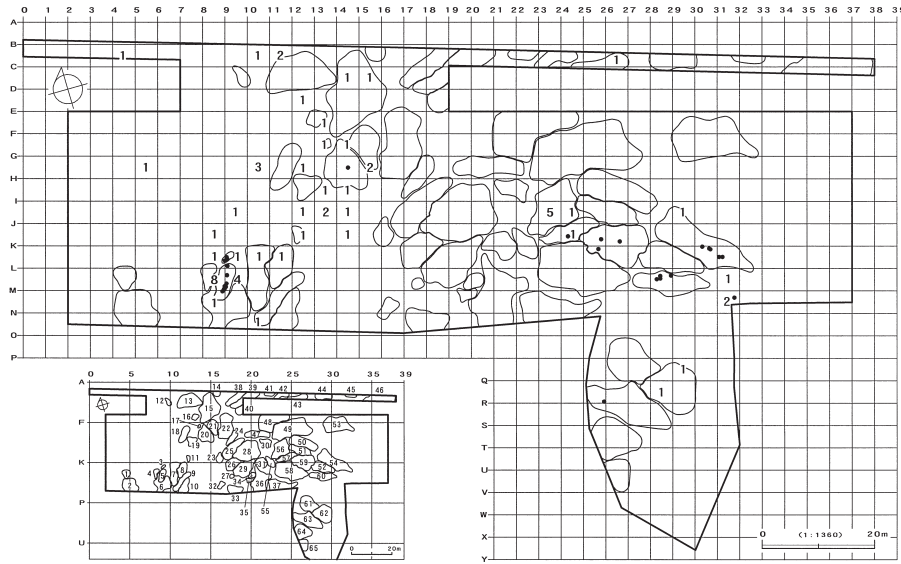 0 1 2 3 4 5 6 7 8 9 10 11 12 13 14 15 16 17 18 19 20 21 22 23 24 25 26 27 28 29 30 31 32 33 34 35 36 37 38 39
A
B
1 1 2 1
C
1 1
D
1
E
1
F
1 1
G
1 3 1 2
H
1 1
I
1 1 2 1 5 1 1
J
1 1 1 1
K
1 1 1 1
L
8 4 1
M
1 2
N
1
O
P
1
Q
1
R
S
T
U
V
W
X
Y
(1:1360)
0 20m
0 5 10 15 20 25 30 35 39
A
14 38 39 41 42 44 45 46
12 13 15 40 43
16
F
17 22 48 49 53
18 20 21 24
19 30 50
25 28 56 51
K
3 11 23 26 59 54
1 4 2 8 9 27 29 58 52
5 7 60
2 6 10 32 34 36 37
33
35 55
P
61
62
63
64
U
65
0 20m